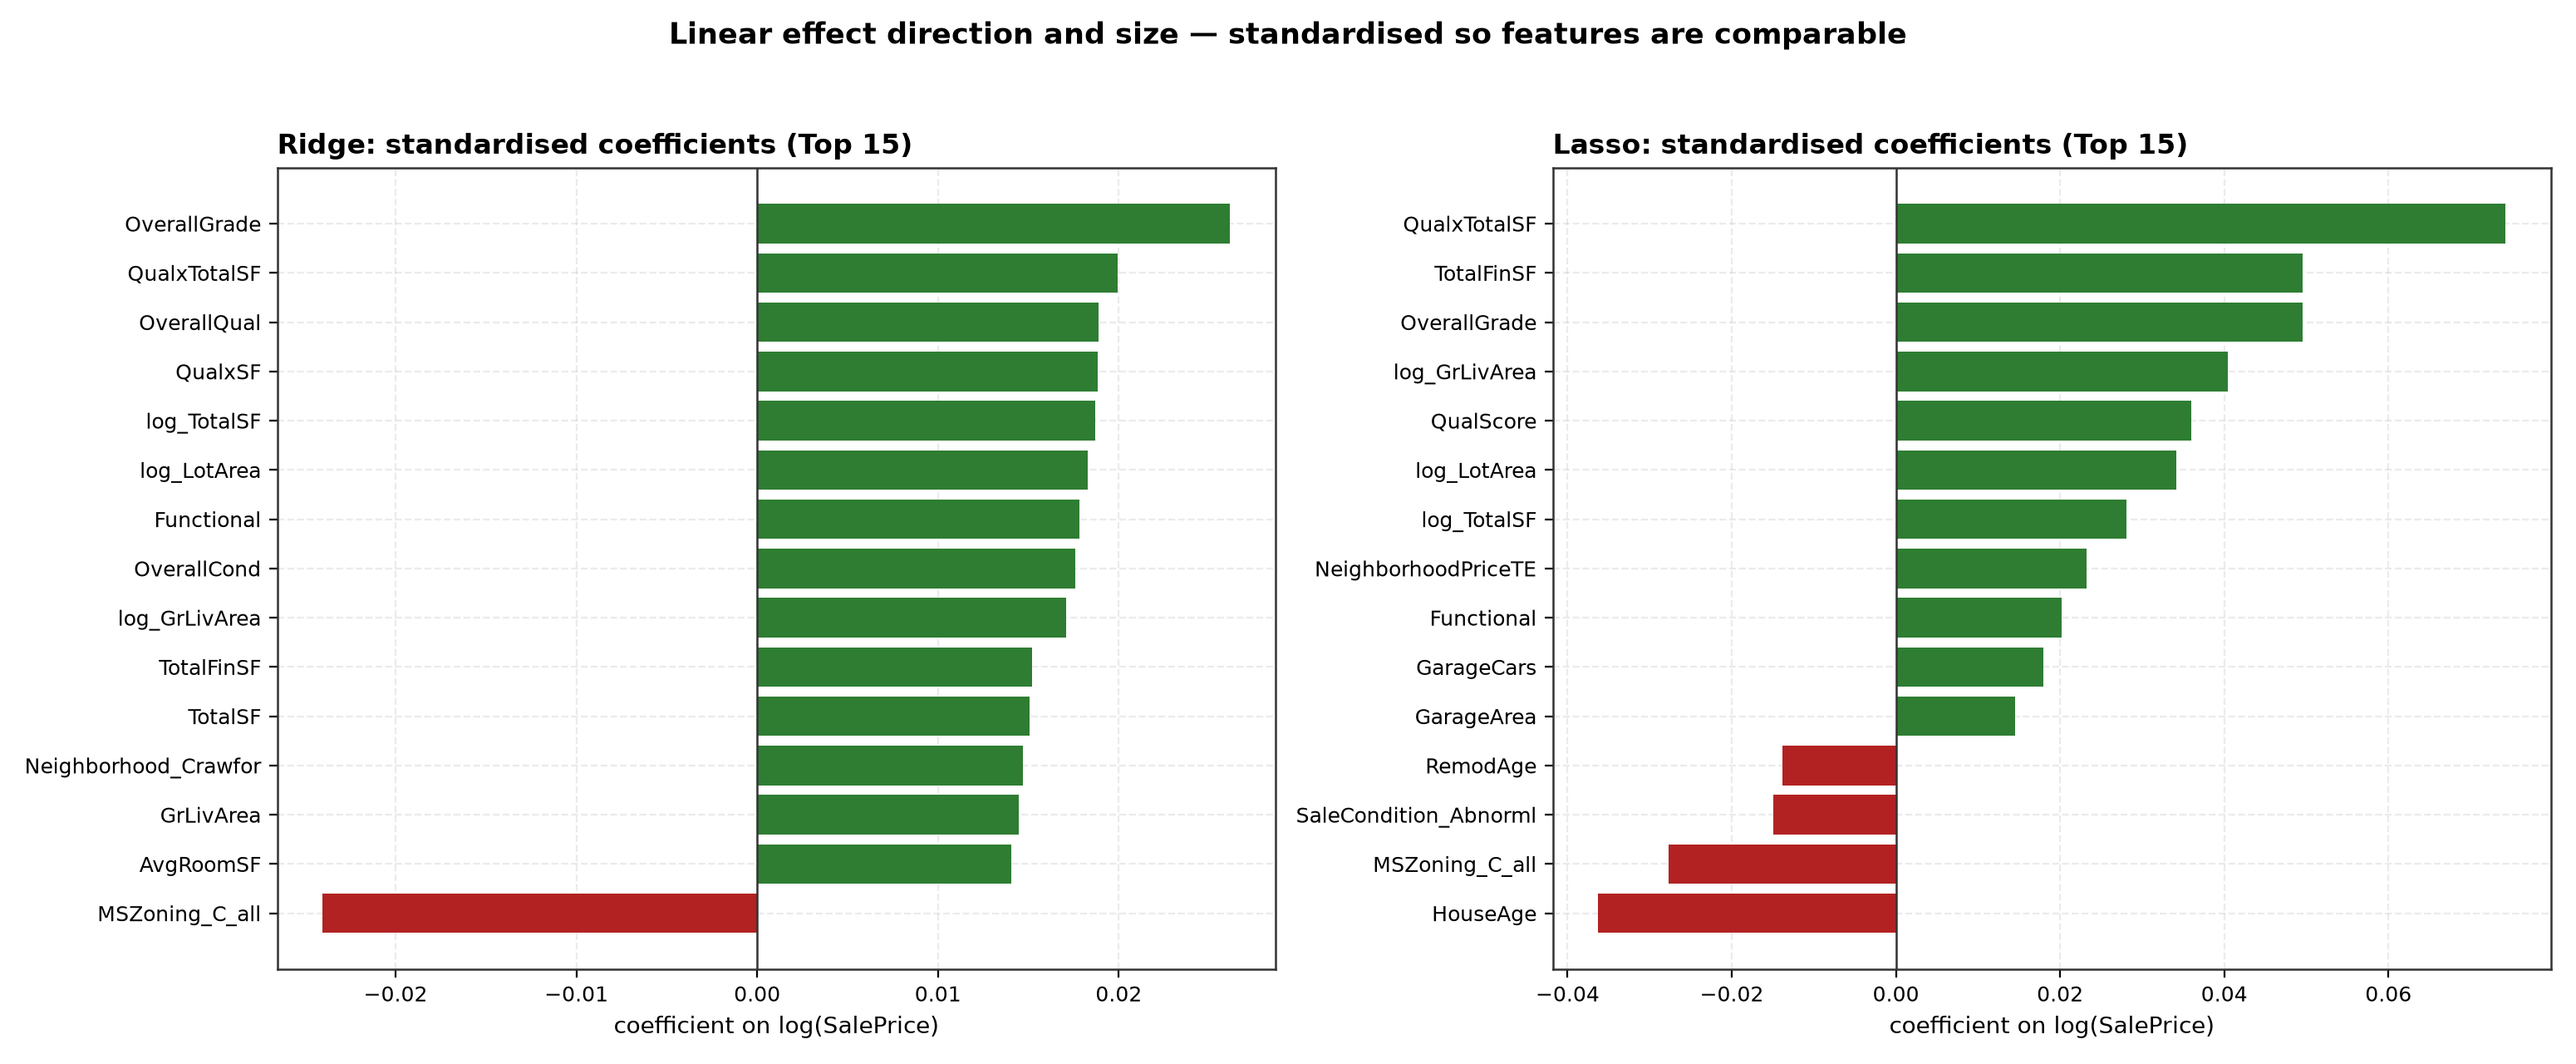 Linear effect direction and size — standardised so features are comparable
Ridge: standardised coefficients (Top 15)
OverallGrade
QualxTotalSF
OverallQual
QualxSF
log_TotalSF
log_LotArea
Functional
OverallCond
log_GrLivArea
TotalFinSF
TotalSF
Neighborhood_Crawfor
GrLivArea
AvgRoomSF
MSZoning_C_all
−0.02 −0.01 0.00 0.01 0.02
coefficient on log(SalePrice)
Lasso: standardised coefficients (Top 15)
QualxTotalSF
TotalFinSF
OverallGrade
log_GrLivArea
QualScore
log_LotArea
log_TotalSF
NeighborhoodPriceTE
Functional
GarageCars
GarageArea
RemodAge
SaleCondition_Abnorml
MSZoning_C_all
HouseAge
−0.04 −0.02 0.00 0.02 0.04 0.06
coefficient on log(SalePrice)